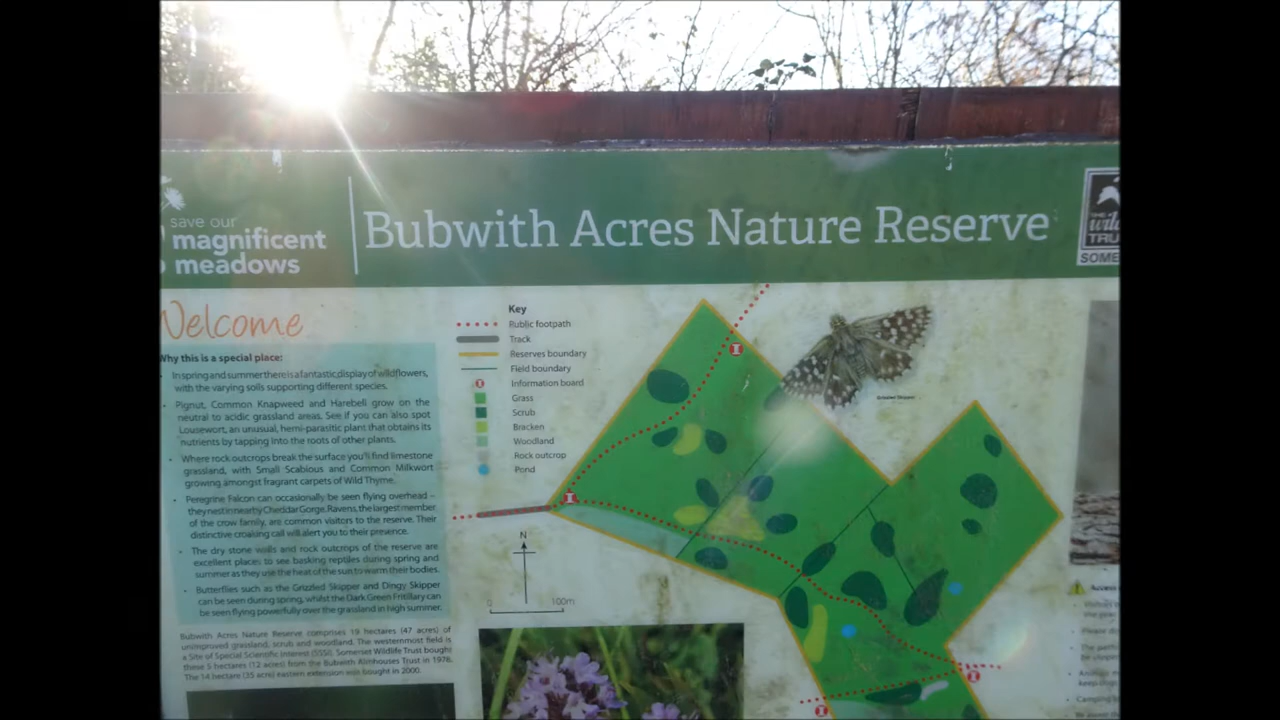 save our
magnificent
meadows
Bubwith Acres Nature Reserve
THE
wild
TRU
SOME
Welcome
Why this is a special place:
In spring and summer there is a fantastic display of wildflowers,
with the varying soils supporting different species.
Pignut, Common Knapweed and Harebell grow on the
neutral to acidic grassland areas. See if you can also spot
Lousewort, an unusual, hemi-parasitic plant that obtains its
nutrients by tapping into the roots of other plants.
Where rock outcrops break the surface you'll find limestone
grassland, with Small Scabious and Common Milkwort
growing amongst fragrant carpets of Wild Thyme.
Peregrine Falcon can occasionally be seen flying overhead –
they nest in nearby Cheddar Gorge. Ravens, the largest member
of the crow family, are common visitors to the reserve. Their
distinctive croaking call will alert you to their presence.
The dry stone walls and rock outcrops of the reserve are
excellent places to see basking reptiles during spring and
summer as they use the heat of the sun to warm their bodies.
Butterflies such as the Grizzled Skipper and Dingy Skipper
can be seen during spring, whilst the Dark Green Fritillary can
be seen flying powerfully over the grassland in high summer.
Bubwith Acres Nature Reserve comprises 19 hectares (47 acres) of
unimproved grassland, scrub and woodland. The westernmost field is
a Site of Special Scientific Interest (SSSI). Somerset Wildlife Trust bought
these 5 hectares (12 acres) from the Bubwith Almhouses Trust in 1976.
The 14 hectare (35 acre) eastern extension was bought in 2000.
Key
Public footpath
Track
Reserves boundary
Field boundary
Information board
Grass
Scrub
Bracken
Woodland
Rock outcrop
Pond
N
0 100m
Grizzled Skipper
Access